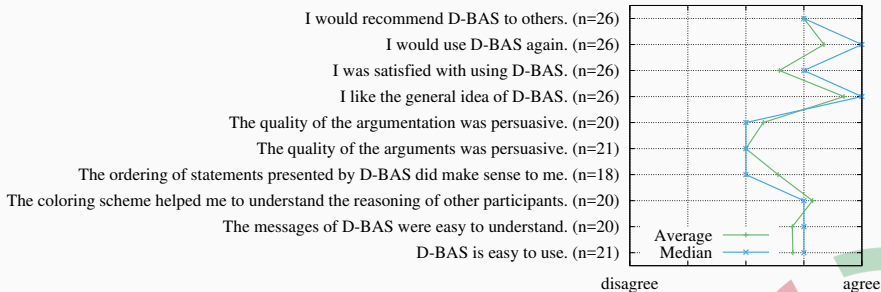 I would recommend D-BAS to others. (n=26)
I would use D-BAS again. (n=26)
I was satisfied with using D-BAS. (n=26)
I like the general idea of D-BAS. (n=26)
The quality of the argumentation was persuasive. (n=20)
The quality of the arguments was persuasive. (n=21)
The ordering of statements presented by D-BAS did make sense to me. (n=18)
The coloring scheme helped me to understand the reasoning of other participants. (n=20)
The messages of D-BAS were easy to understand. (n=20)
D-BAS is easy to use. (n=21)
Average
Median
disagree agree